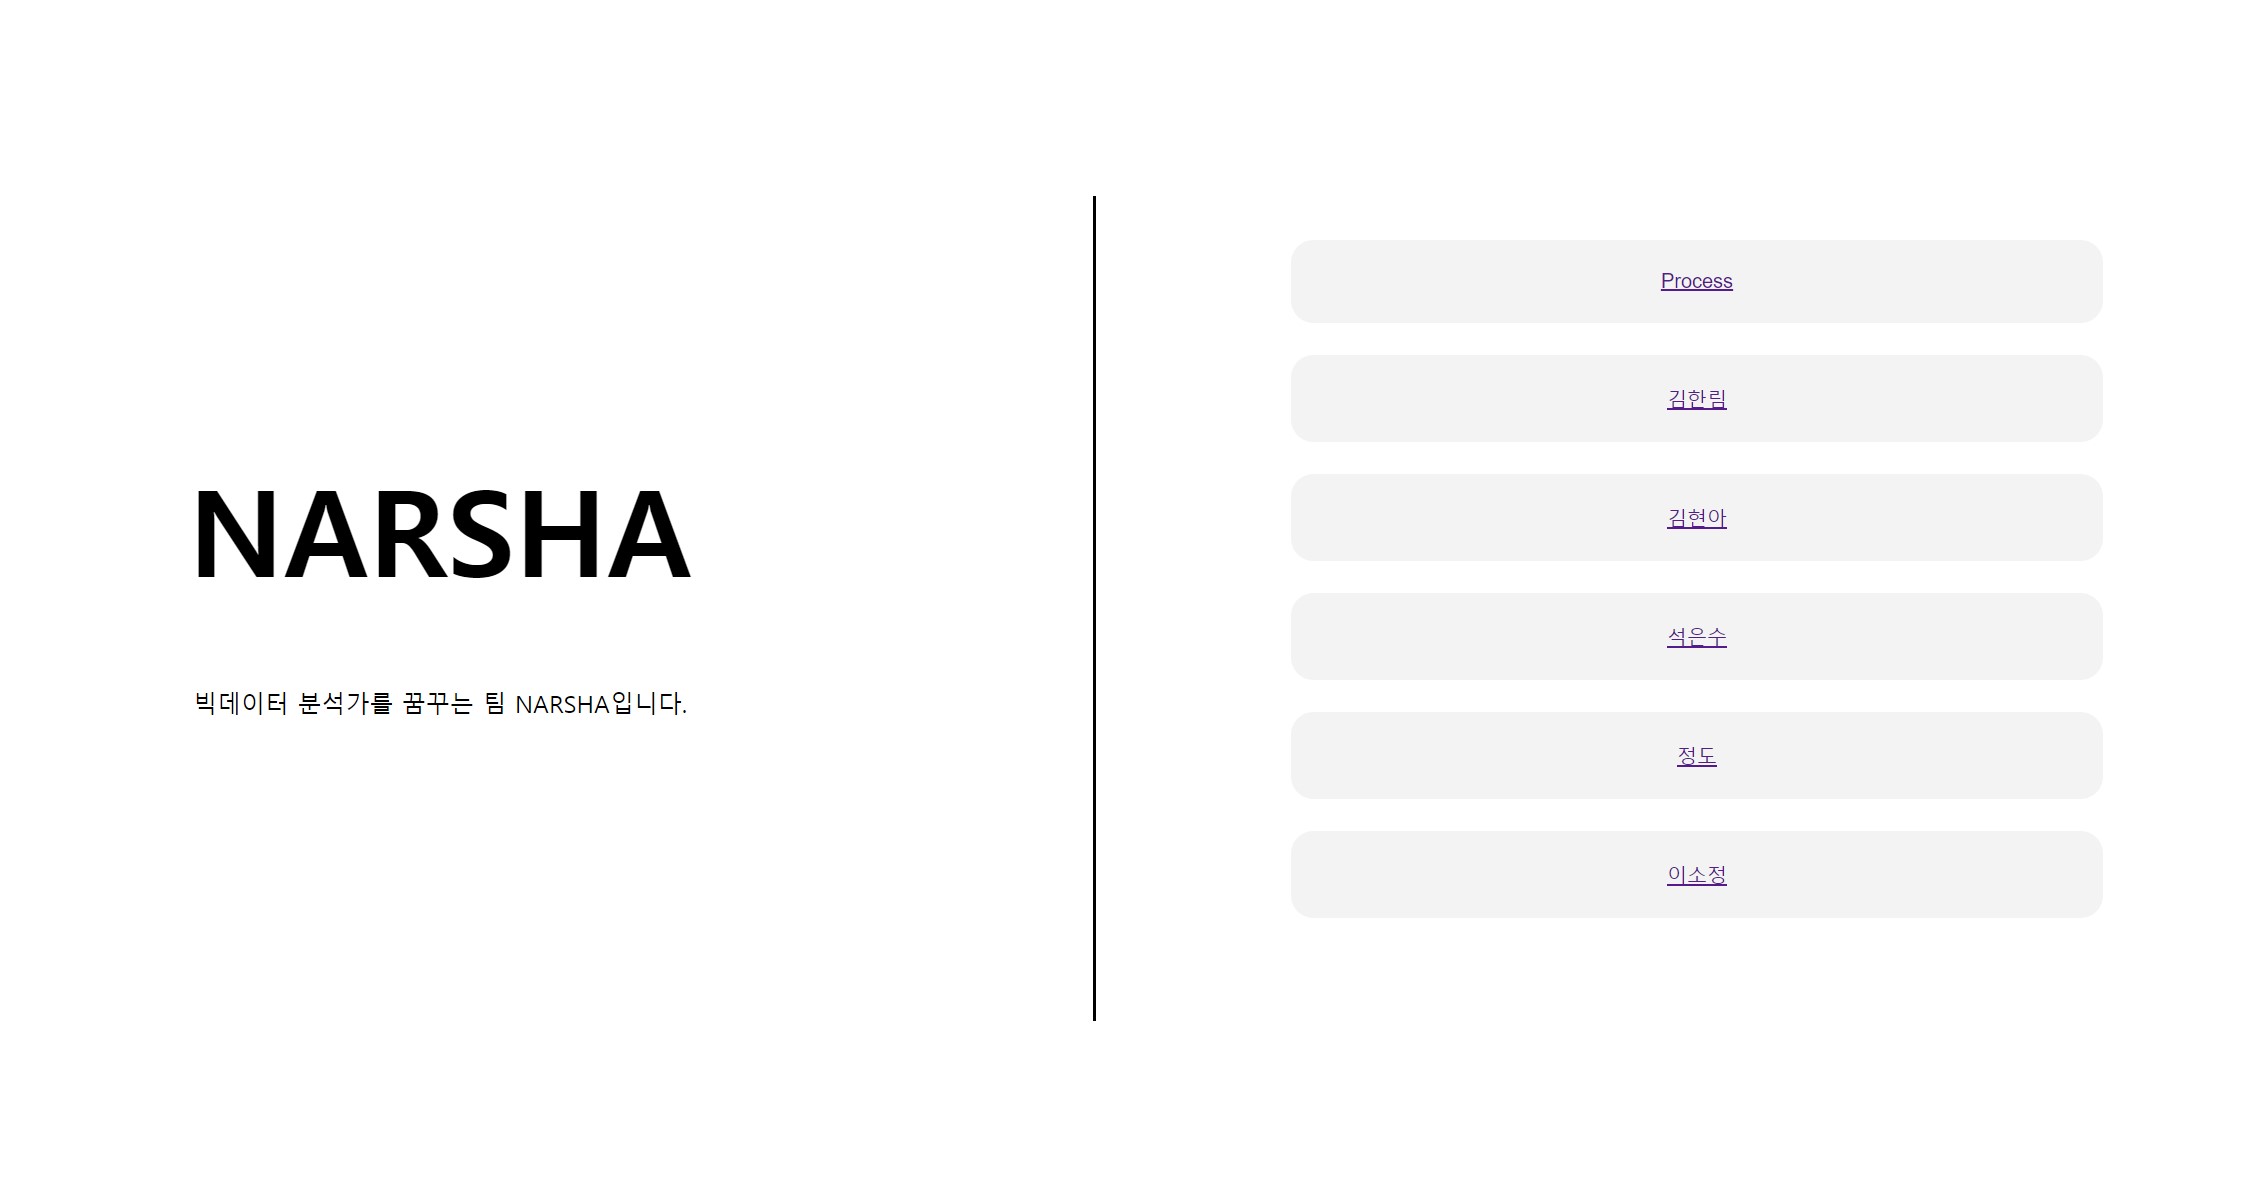 NARSHA
빅데이터 분석가를 꿈꾸는 팀 NARSHA입니다.
Process
김한림
김현아
석은수
정도
이소정